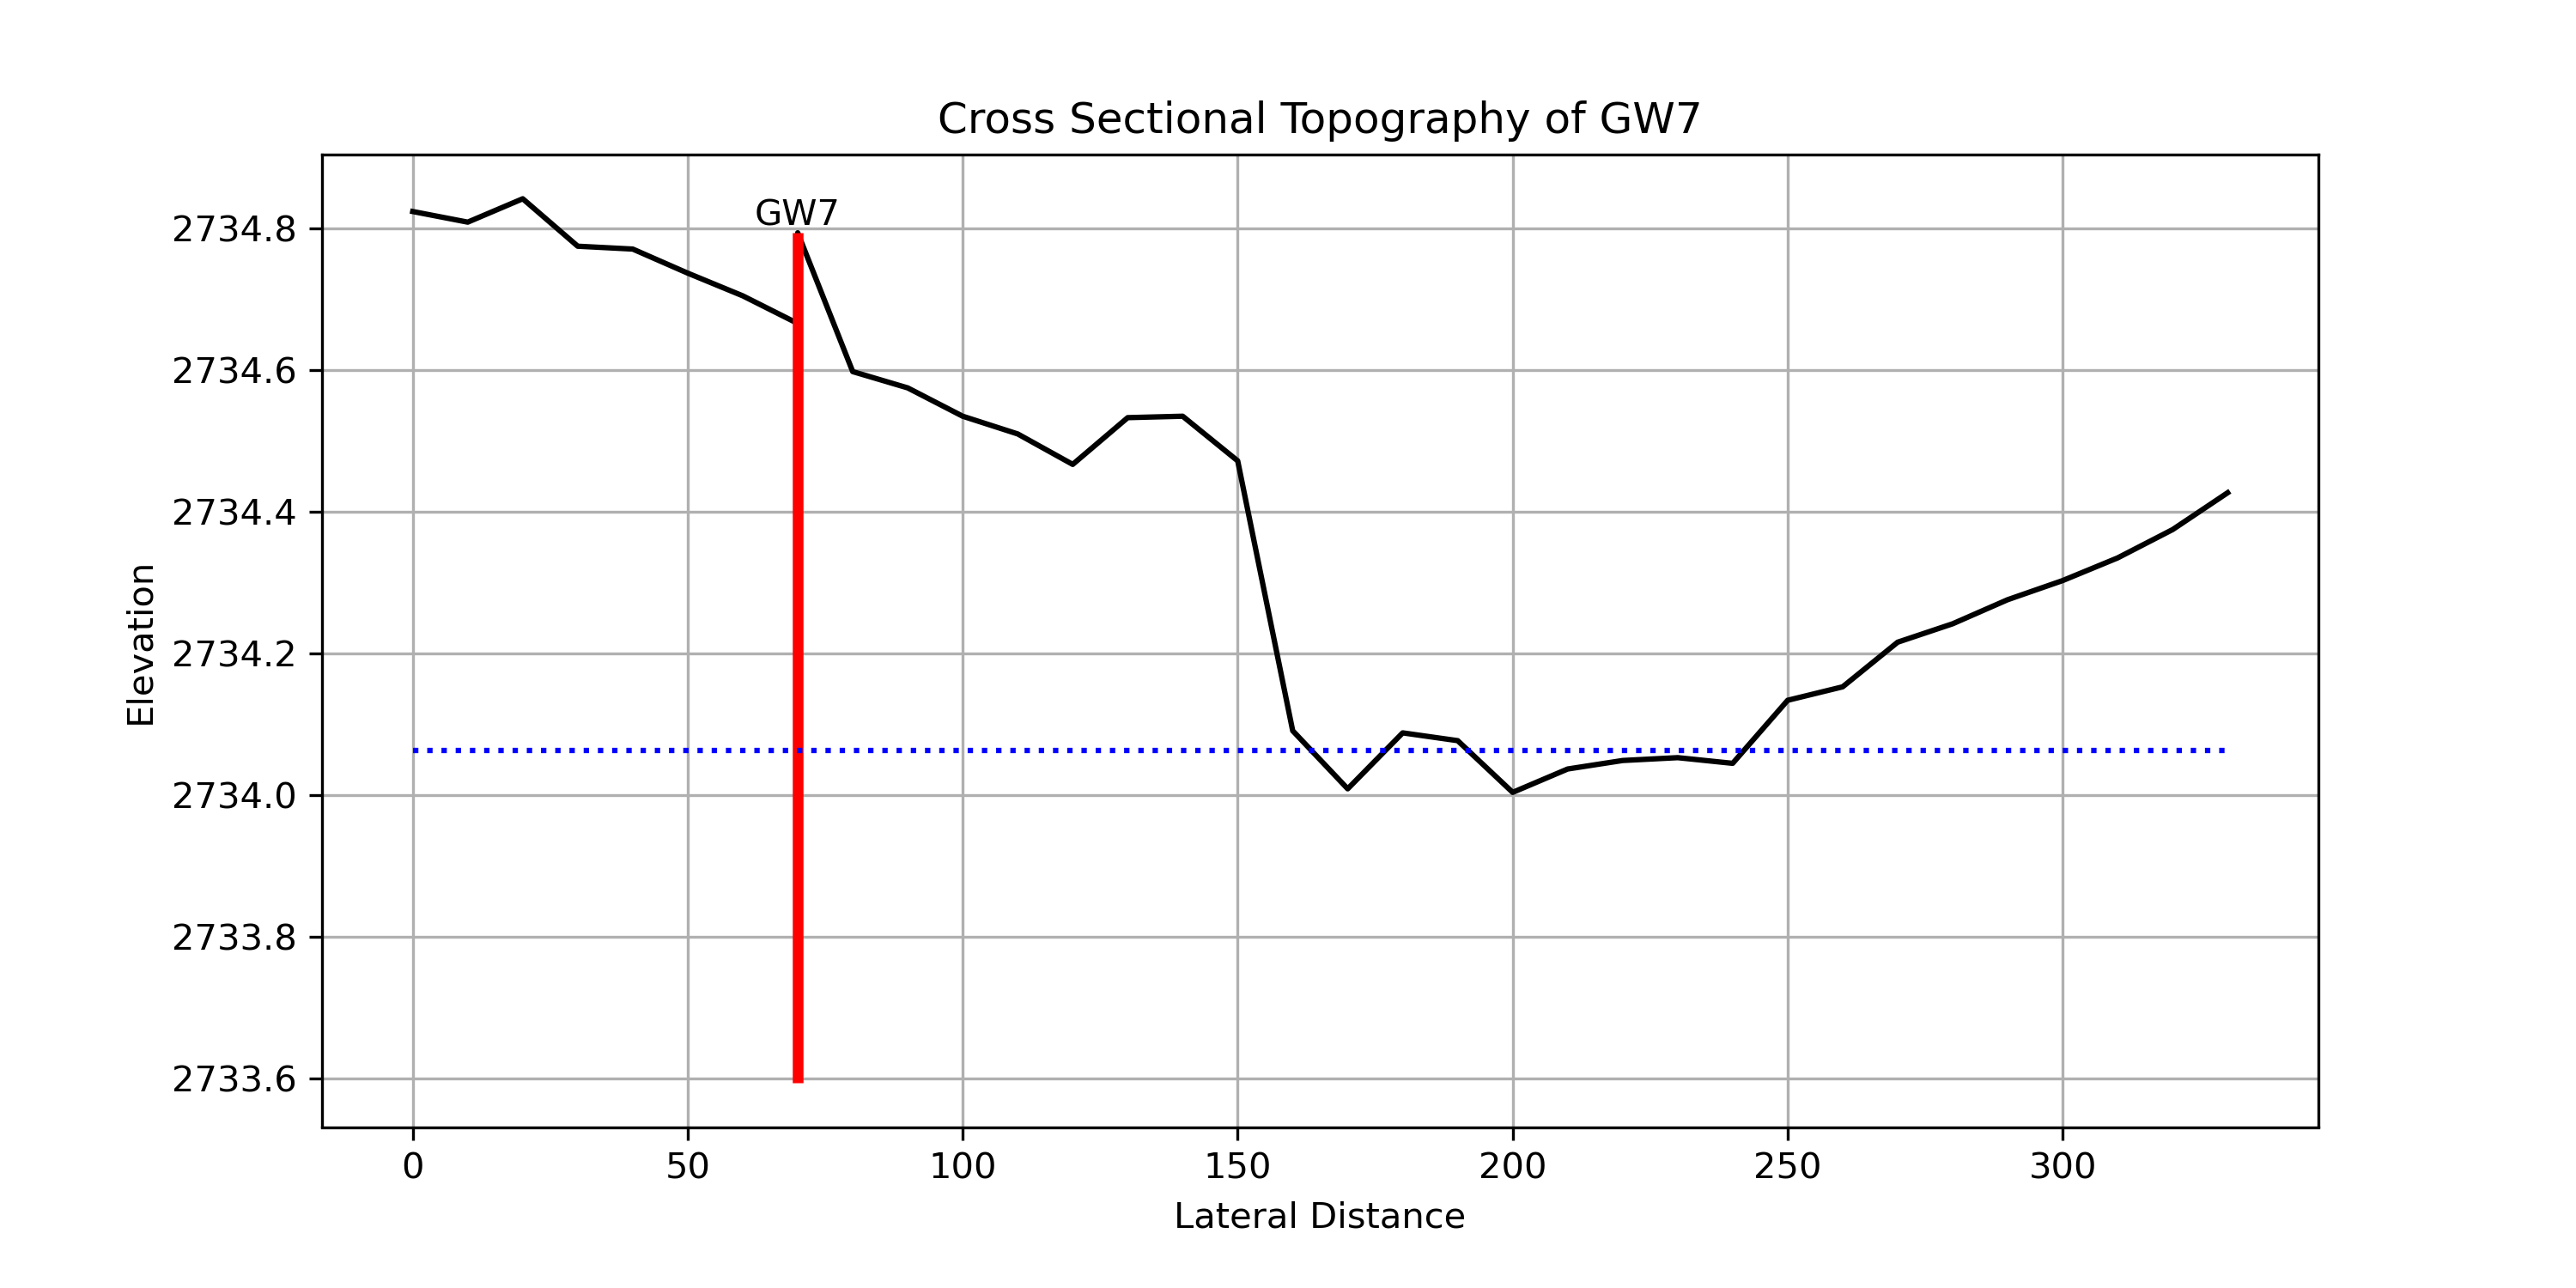 Cross Sectional Topography of GW7
GW7
2734.8
2734.6
2734.4
2734.2
2734.0
2733.8
2733.6
Elevation
0 50 100 150 200 250 300
Lateral Distance